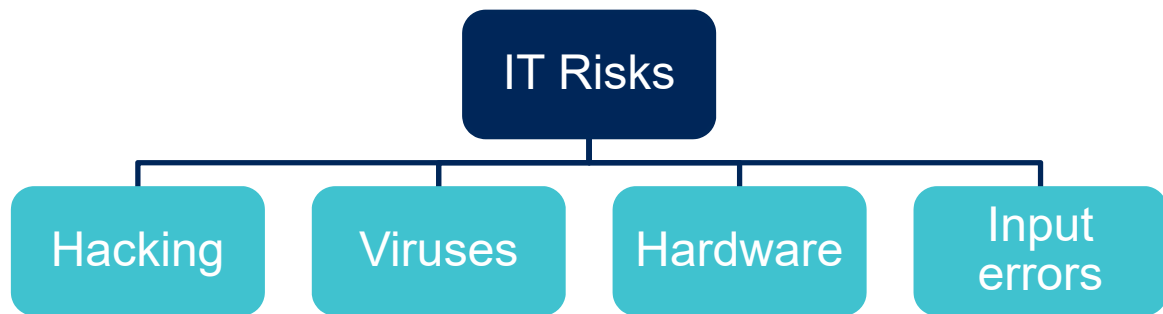 IT Risks
Hacking
Viruses
Hardware
Input
errors